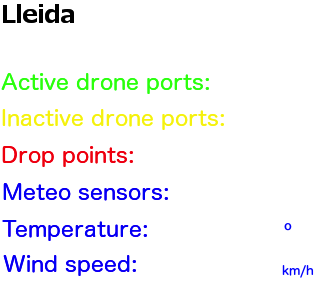 Lleida
Active drone ports:
Inactive drone ports:
Drop points:
Meteo sensors:
Temperature: º
Wind speed: km/h